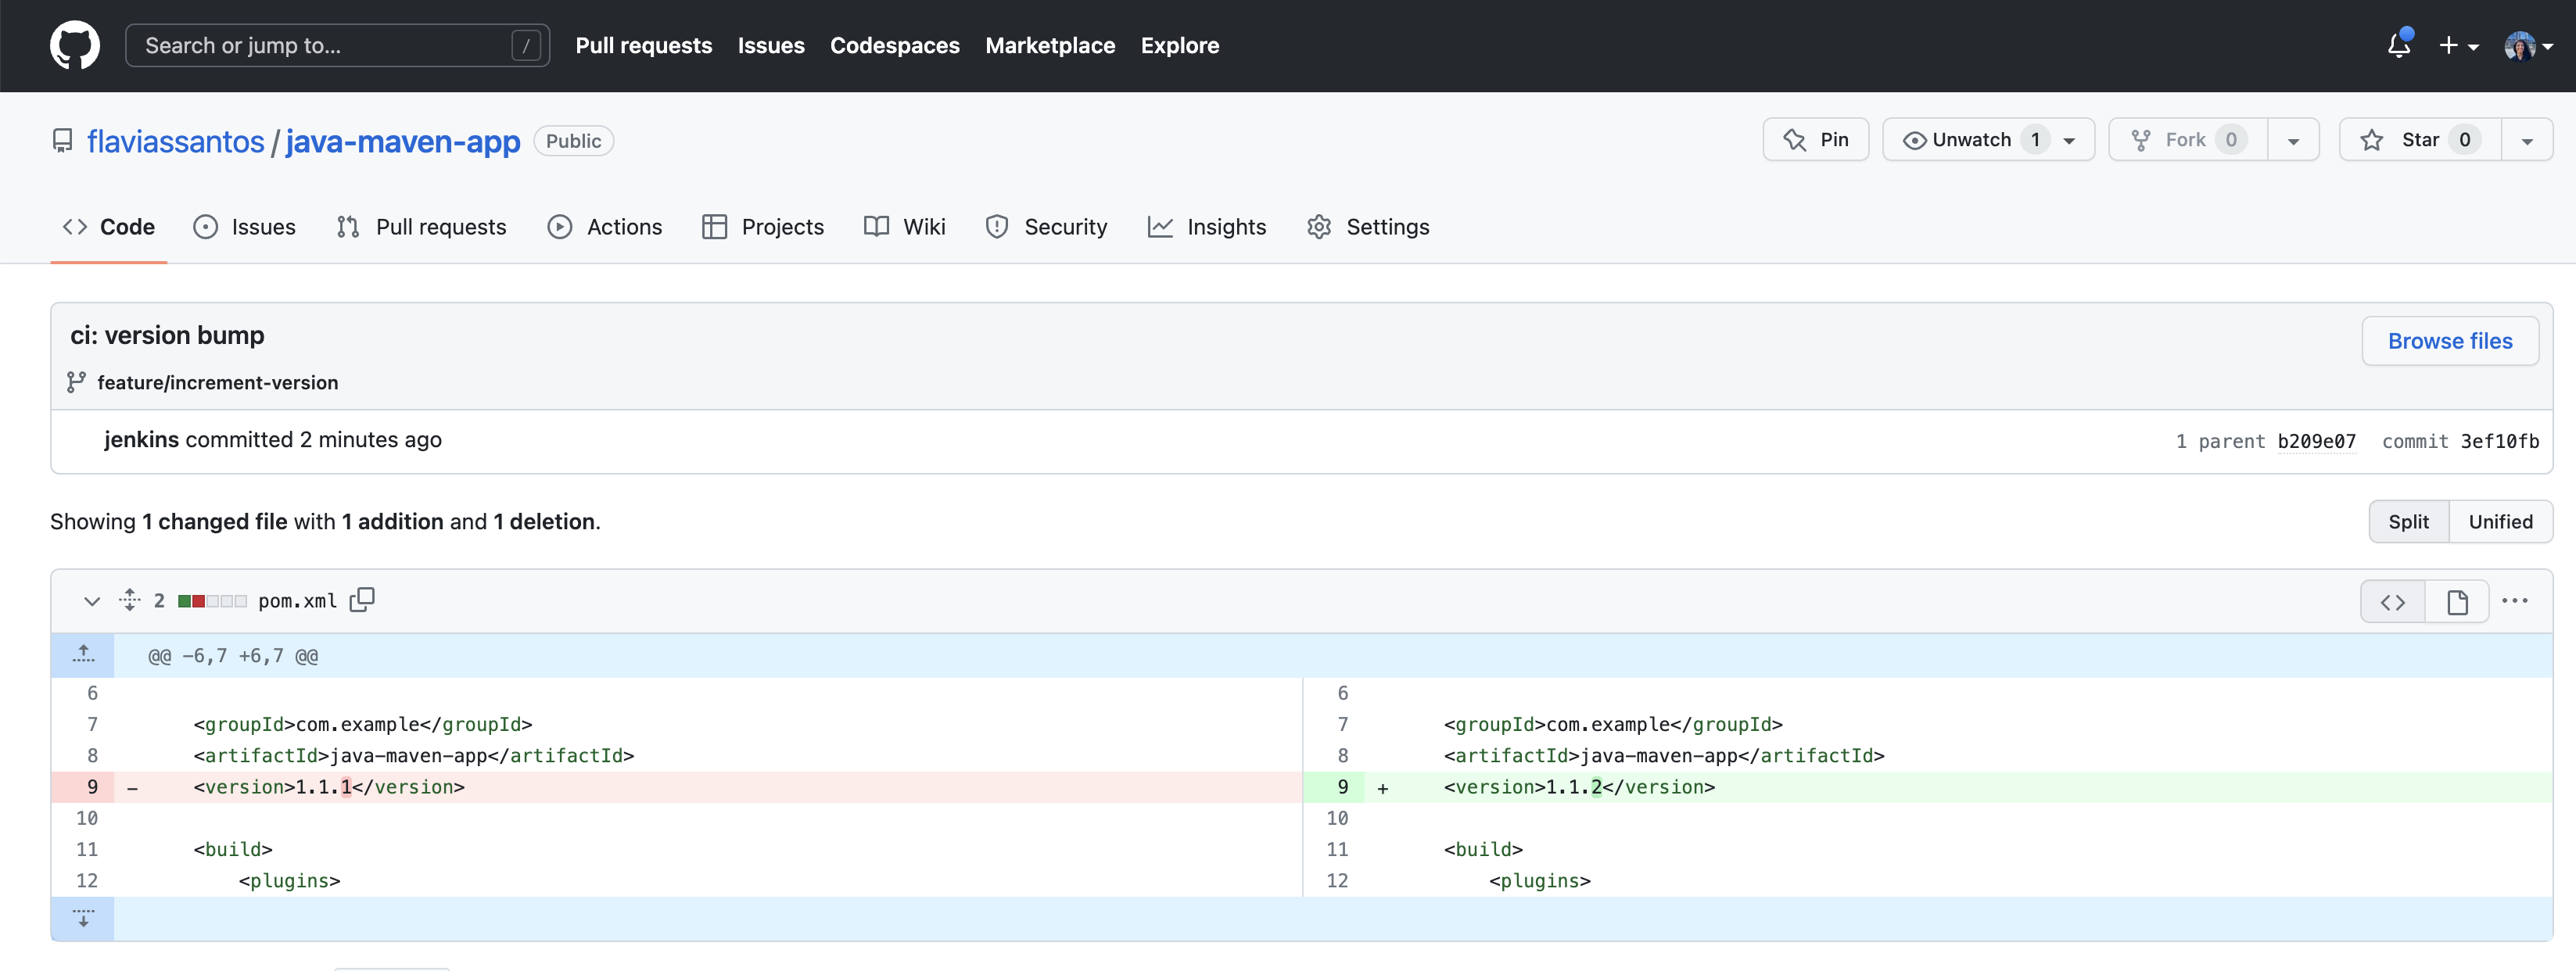 Search or jump to... / Pull requests Issues Codespaces Marketplace Explore
flaviassantos / java-maven-app Public Pin Unwatch 1 Fork 0 Star 0
Code Issues Pull requests Actions Projects Wiki Security Insights Settings
ci: version bump Browse files
feature/increment-version
jenkins committed 2 minutes ago 1 parent b209e07 commit 3ef10fb
Showing 1 changed file with 1 addition and 1 deletion. Split Unified
2 pom.xml
@@ -6,7 +6,7 @@
6 6
7 <groupId>com.example</groupId> 7 <groupId>com.example</groupId>
8 <artifactId>java-maven-app</artifactId> 8 <artifactId>java-maven-app</artifactId>
9 - <version>1.1.1</version> 9 + <version>1.1.2</version>
10 10
11 <build> 11 <build>
12 <plugins> 12 <plugins>